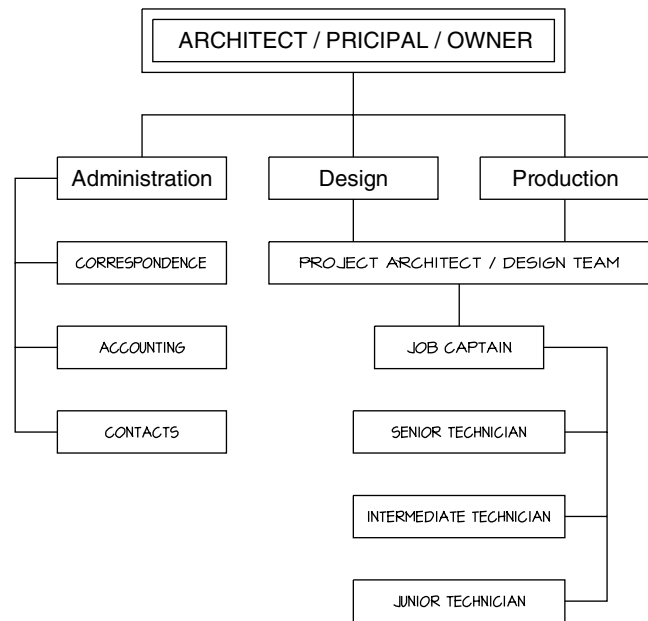 ARCHITECT / PRICIPAL / OWNER
Administration
Design
Production
CORRESPONDENCE
PROJECT ARCHITECT / DESIGN TEAM
ACCOUNTING
JOB CAPTAIN
CONTACTS
SENIOR TECHNICIAN
INTERMEDIATE TECHNICIAN
JUNIOR TECHNICIAN